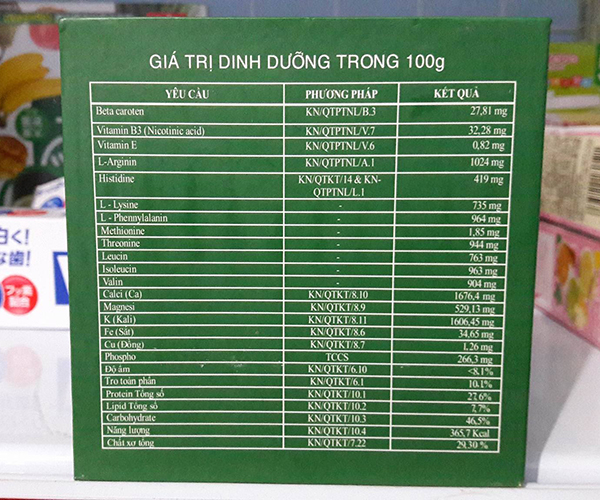 GIÁ TRỊ DINH DƯỠNG TRONG 100g
YÊU CẦU PHƯƠNG PHÁP KẾT QUẢ
Beta caroten KN/QTPTNL/B.3 27,81 mg
Vitamin B3 (Nicotinic acid) KN/QTPTNL/V.7 32,28 mg
Vitamin E KN/QTPTNL/V.6 0,82 mg
L-Arginin KN/QTPTNL/A.1 1024 mg
Histidine KN/QTKT/14 & KN- 419 mg
QTPTNL/L.1
L - Lysine - 735 mg
L - Phennylalanin - 964 mg
Methionine - 1,85 mg
Threonine - 944 mg
Leucin - 763 mg
Isoleucin - 963 mg
Valin - 904 mg
Calci (Ca) KN/QTKT/8.10 1676,4 mg
Magnesi KN/QTKT/8.9 529,13 mg
K (Kali) KN/QTKT/8.11 1606,45 mg
Fe (Sắt) KN/QTKT/8.6 34,65 mg
Cu (Đồng) KN/QTKT/8.7 1,26 mg
Phospho TCCS 266,3 mg
Độ ẩm KN/QTKT/6.10 <8.1%
Tro toàn phần KN/QTKT/6.1 10.1%
Protein Tổng số KN/QTKT/10.1 27,6%
Lipid Tổng số KN/QTKT/10.2 7,7%
Carbohydrate KN/QTKT/10.3 46,5%
Năng lượng KN/QTKT/10.4 365,7 Kcal
Chất xơ tổng KN/QTKT/7.22 29,30 %
白く!
な歯!
フッ素
配合